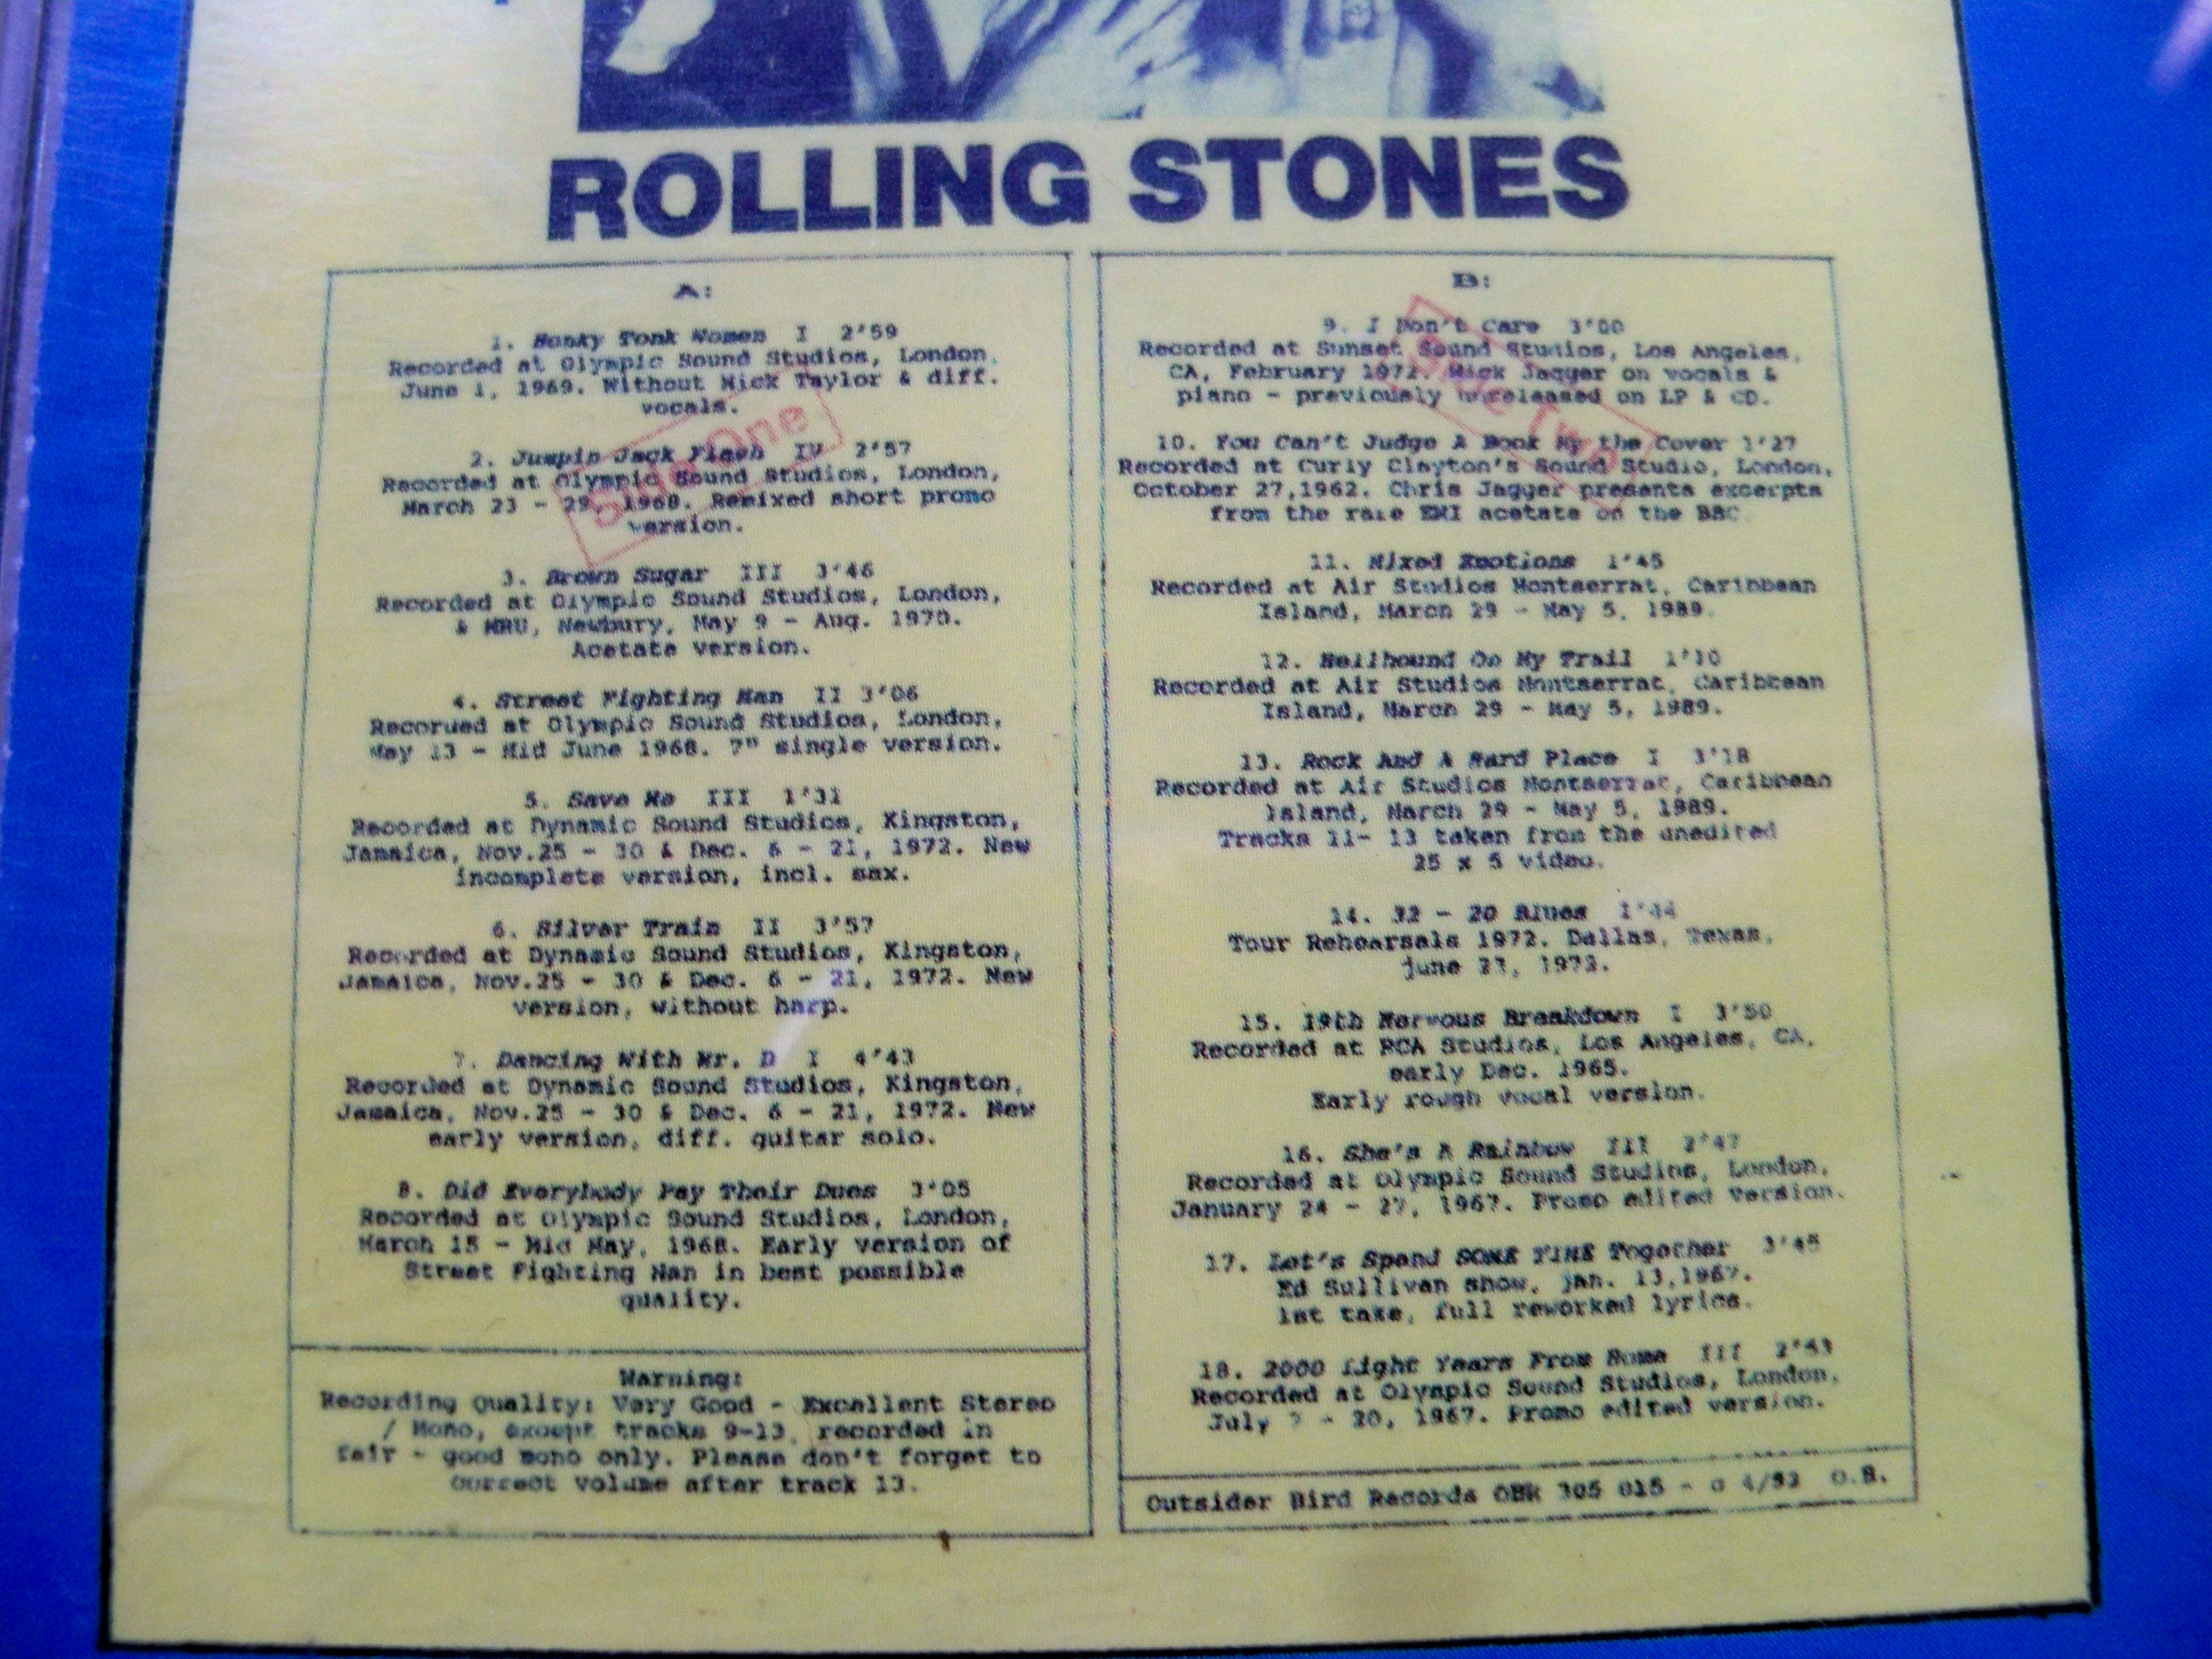 ROLLING STONES
A:
1. Honky Tonk Women I 2'59
Recorded at Olympic Sound Studios, London,
June 1, 1969. Without Mick Taylor & diff.
vocals.
Side One
2. Jumpin Jack Flash IV 2'57
Recorded at Olympic Sound Studios, London,
March 23 - 29, 1968. Remixed short promo
version.
3. Brown Sugar III 3'46
Recorded at Olympic Sound Studios, London,
& MRU, Newbury, May 9 - Aug. 1970.
Acetate version.
4. Street Fighting Man II 3'06
Recorded at Olympic Sound Studios, London,
May 13 - Mid June 1968. 7" single version.
5. Save Me III 1'31
Recorded at Dynamic Sound Studios, Kingston,
Jamaica, Nov.25 - 30 & Dec. 6 - 21, 1972. New
incomplete version, incl. sax.
6. Silver Train II 3'57
Recorded at Dynamic Sound Studios, Kingston,
Jamaica, Nov.25 - 30 & Dec. 6 - 21, 1972. New
version, without harp.
7. Dancing With Mr. D I 4'43
Recorded at Dynamic Sound Studios, Kingston,
Jamaica, Nov.25 - 30 & Dec. 6 - 21, 1972. New
early version, diff. guitar solo.
8. Did Everybody Pay Their Dues 3'05
Recorded at Olympic Sound Studios, London,
March 15 - Mid May, 1968. Early version of
Street Fighting Man in best possible
quality.
Warning:
Recording Quality: Very Good - Excellent Stereo
/ Mono, except tracks 9-13, recorded in
fair - good mono only. Please don't forget to
correct volume after track 13.
B:
9. I Don't Care 3'00
Recorded at Sunset Sound Studios, Los Angeles,
CA, February 1972. Mick Jagger on vocals &
piano - previously unreleased on LP & CD.
Side Two
10. You Can't Judge A Book By the Cover 1'27
Recorded at Curly Clayton's Sound Studio, London,
October 27,1962. Chris Jagger presents excerpts
from the rare EMI acetate on the BBC
11. Mixed Emotions 1'45
Recorded at Air Studios Montserrat, Caribbean
Island, March 29 - May 5, 1989.
12. Hellhound On My Trail 1'10
Recorded at Air Studios Montserrat, Caribbean
Island, March 29 - May 5, 1989.
13. Rock And A Hard Place I 3'18
Recorded at Air Studios Montserrat, Caribbean
Island, March 29 - May 5, 1989.
Tracks 11- 13 taken from the unedited
25 x 5 video.
14. 32 - 20 Blues 1'44
Tour Rehearsals 1972. Dallas, Texas,
june 1972.
15. 19th Nervous Breakdown I 3'50
Recorded at RCA Studios, Los Angeles, CA,
early Dec. 1965.
Early rough vocal version.
16. She's A Rainbow III 2'47
Recorded at Olympic Sound Studios, London,
January 24 - 27, 1967. Promo edited version.
17. Let's Spend SOME TIME Together 3'45
Ed Sullivan show, jan. 13,1967.
1st take, full reworked lyrics.
18. 2000 Light Years From Home III 2'53
Recorded at Olympic Sound Studios, London,
July - 20, 1967. Promo edited version.
Outsider Bird Records OBR 305 015 - 4/93 O.B.